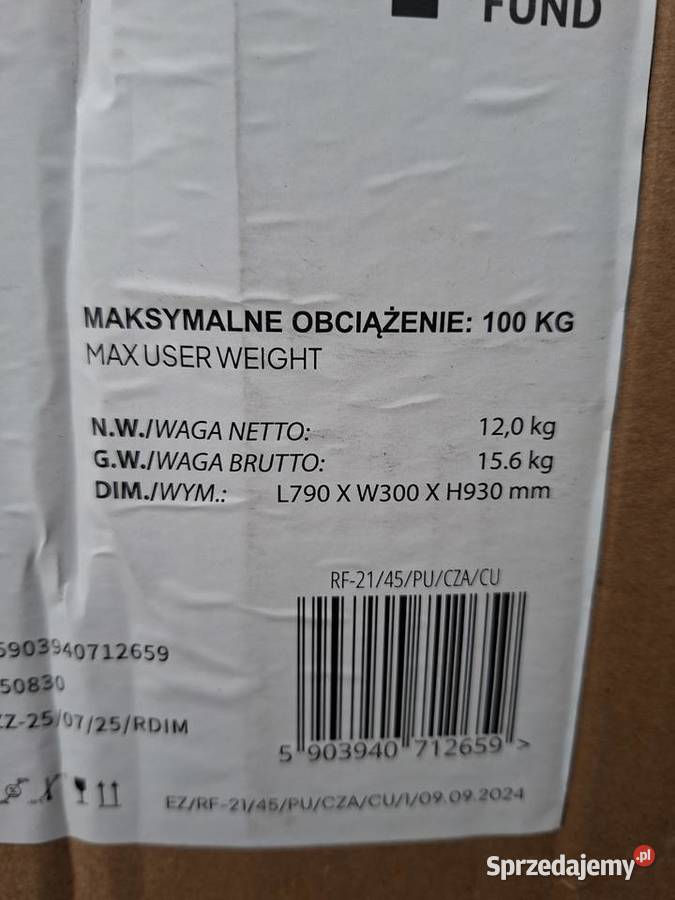 FUND
MAKSYMALNE OBCIĄŻENIE: 100 KG
MAX USER WEIGHT
N.W./WAGA NETTO: 12,0 kg
G.W./WAGA BRUTTO: 15.6 kg
DIM./WYM.: L790 X W300 X H930 mm
RF-21/45/PU/CZA/CU
5903940712659
50830
ZZ-25/07/25/RDIM
5 903940 712659 >
EZ/RF-21/45/PU/CZA/CU/I/09.09.2024
Sprzedajemy.pl